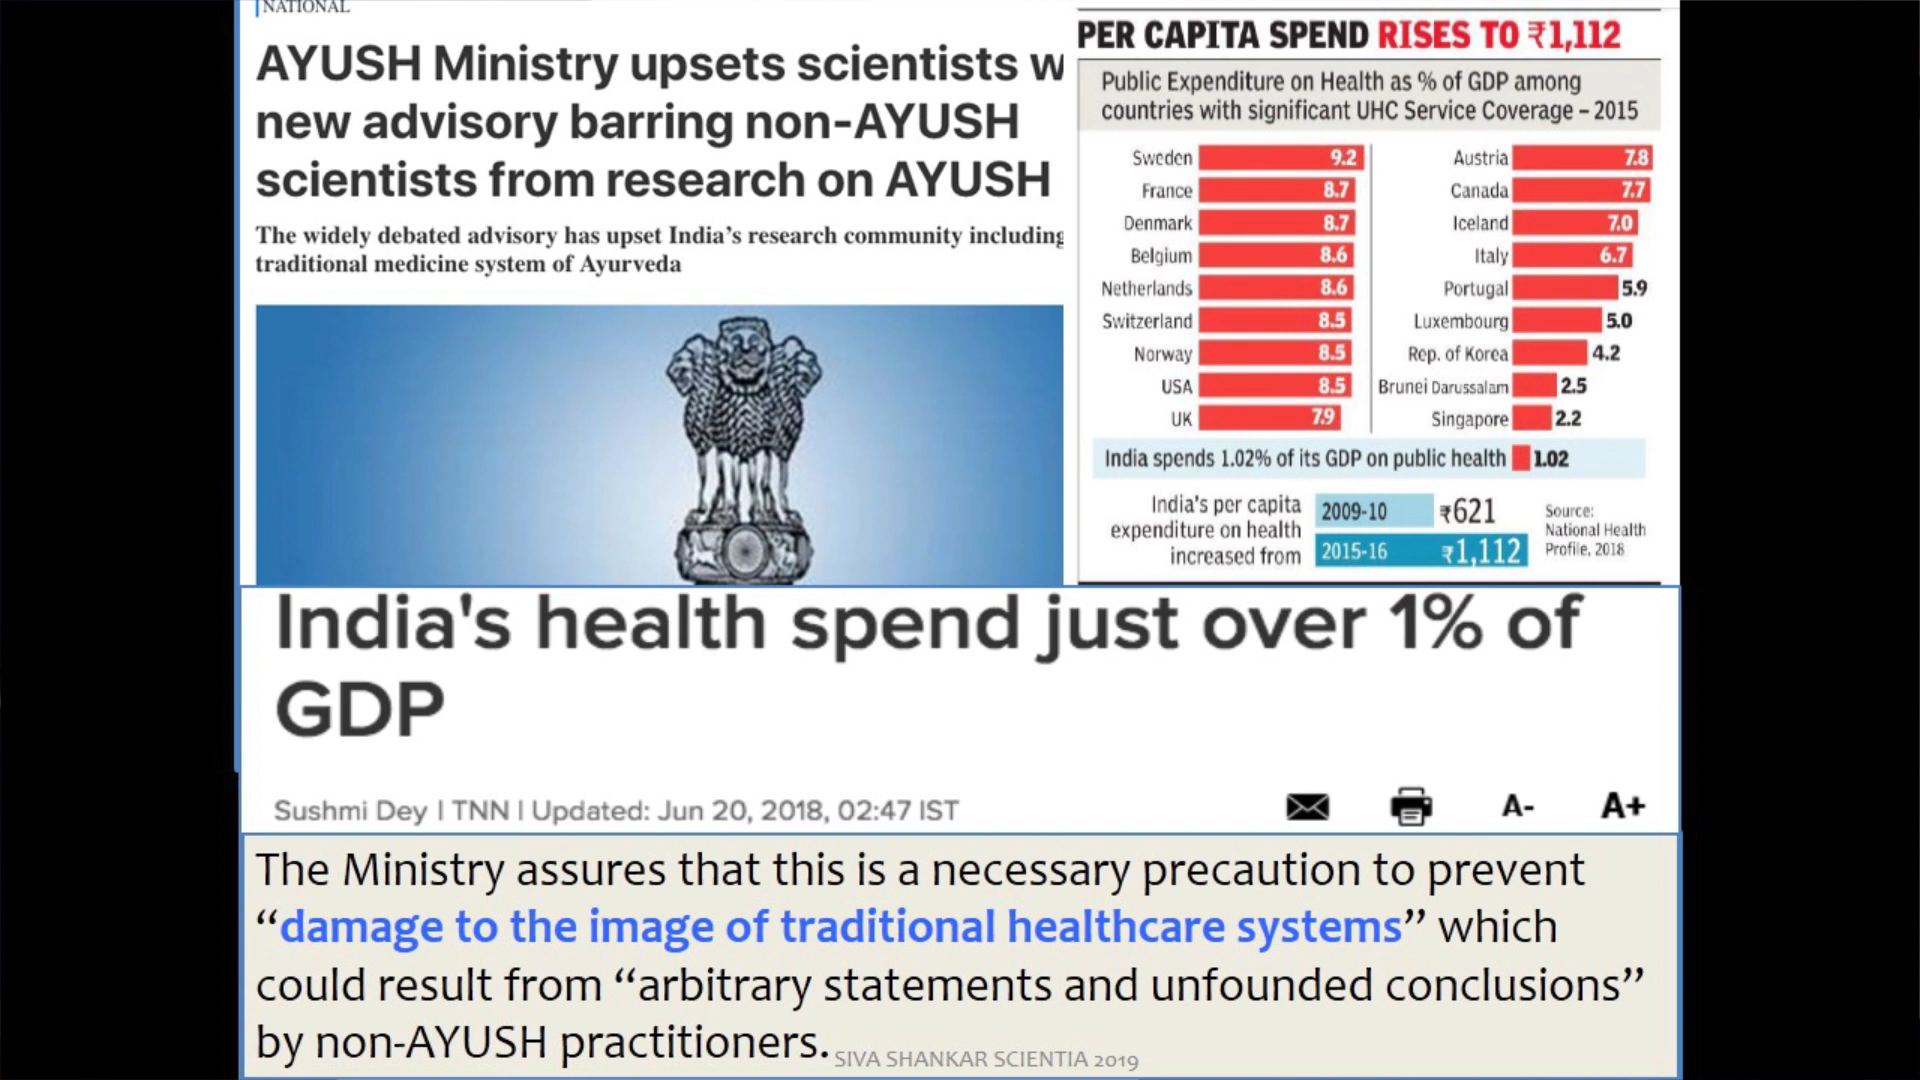 NATIONAL
AYUSH Ministry upsets scientists w
new advisory barring non-AYUSH
scientists from research on AYUSH
The widely debated advisory has upset India's research community including
traditional medicine system of Ayurveda
PER CAPITA SPEND RISES TO ₹1,112
Public Expenditure on Health as % of GDP among
countries with significant UHC Service Coverage – 2015
Sweden 9.2
France 8.7
Denmark 8.7
Belgium 8.6
Netherlands 8.6
Switzerland 8.5
Norway 8.5
USA 8.5
UK 7.9
Austria 7.8
Canada 7.7
Iceland 7.0
Italy 6.7
Portugal 5.9
Luxembourg 5.0
Rep. of Korea 4.2
Brunei Darussalam 2.5
Singapore 2.2
India spends 1.02% of its GDP on public health 1.02
India's per capita
expenditure on health
increased from
2009-10 ₹621
2015-16 ₹1,112
Source:
National Health
Profile, 2018
India's health spend just over 1% of
GDP
Sushmi Dey | TNN | Updated: Jun 20, 2018, 02:47 IST
A- A+
The Ministry assures that this is a necessary precaution to prevent
“damage to the image of traditional healthcare systems” which
could result from “arbitrary statements and unfounded conclusions”
by non-AYUSH practitioners.
SIVA SHANKAR SCIENTIA 2019